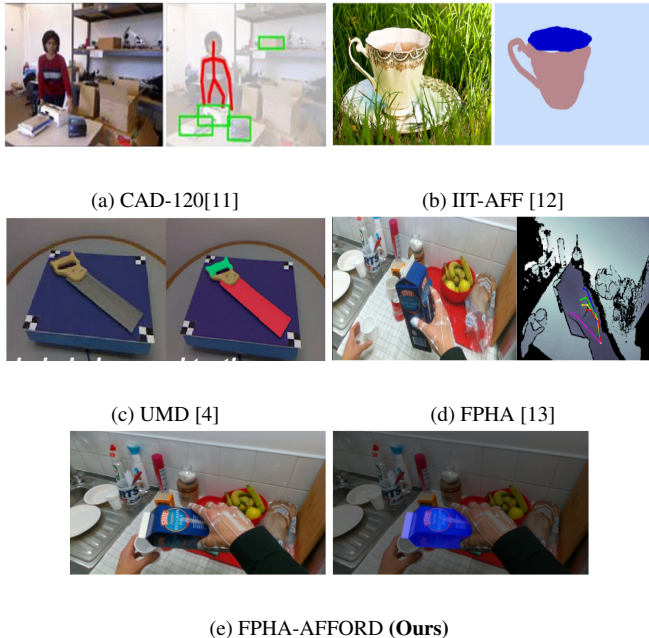 (a) CAD-120[11]
(b) IIT-AFF [12]
(c) UMD [4]
(d) FPHA [13]
(e) FPHA-AFFORD (Ours)